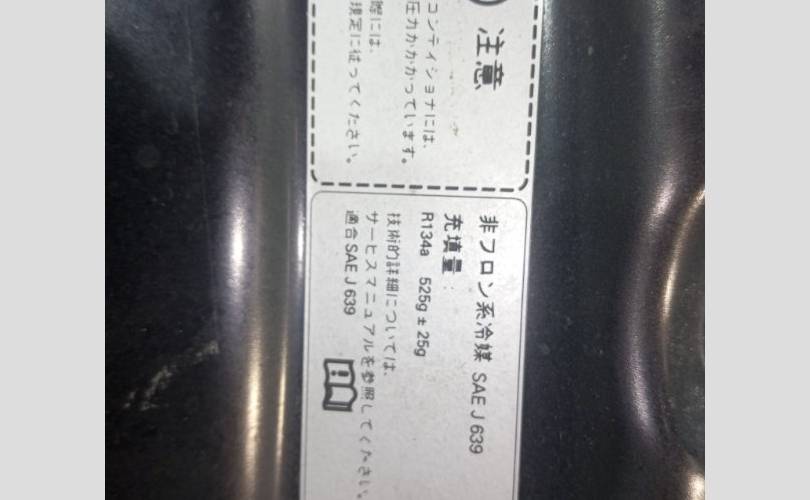 注意
コンディショナには、
圧力がかかっています。
際には、
規定に従ってください。
非フロン系冷媒 SAE J 639
充填量:
R134a 525g ± 25g
技術的詳細については、
サービスマニュアルを参照してください。
適合 SAE J 639